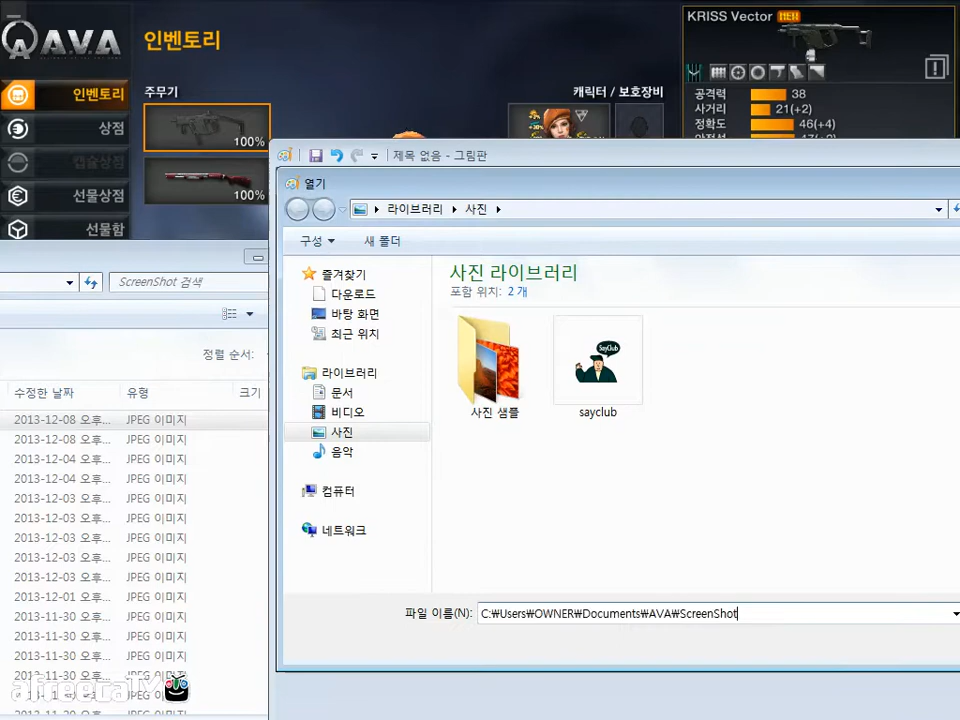 AVA
인벤토리
KRISS Vector
인벤토리
주무기
캐릭터 / 보호장비
100%
공격력 38
사거리 21(+2)
정확도 46(+4)
상점
캡슐상점
100%
선물상점
선물함
제목 없음 - 그림판
열기
라이브러리 ▸ 사진 ▸
구성
새 폴더
ScreenShot 검색
정렬 순서:
수정한 날짜 유형 크기
2013-12-08 오후... JPEG 이미지
2013-12-08 오후... JPEG 이미지
2013-12-04 오후... JPEG 이미지
2013-12-04 오후... JPEG 이미지
2013-12-03 오후... JPEG 이미지
2013-12-03 오후... JPEG 이미지
2013-12-03 오후... JPEG 이미지
2013-12-03 오후... JPEG 이미지
2013-12-03 오후... JPEG 이미지
2013-12-01 오후... JPEG 이미지
2013-11-30 오후... JPEG 이미지
2013-11-30 오후... JPEG 이미지
2013-11-30 오후... JPEG 이미지
2013-11-30 오후... JPEG 이미지
afreecaTV
즐겨찾기
다운로드
바탕 화면
최근 위치
라이브러리
문서
비디오
사진
음악
컴퓨터
네트워크
사진 라이브러리
포함 위치: 2개
SayClub
사진 샘플
sayclub
파일 이름(N): C:₩Users₩OWNER₩Documents₩AVA₩ScreenShot